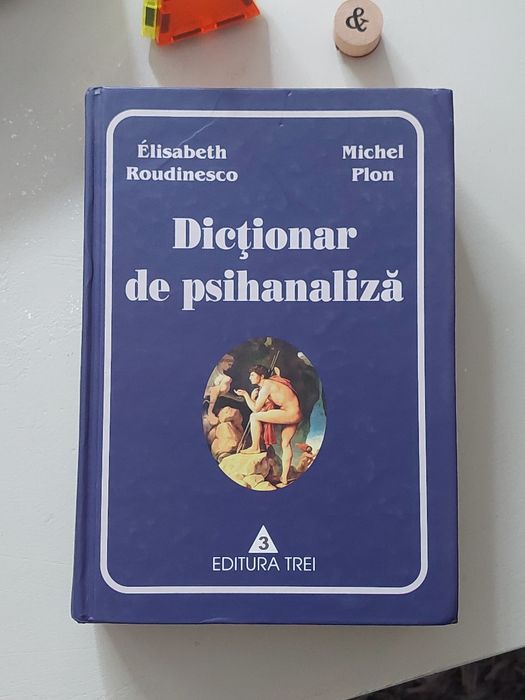 &
Élisabeth
Roudinesco
Michel
Plon
Dicţionar
de psihanaliză
3
EDITURA TREI